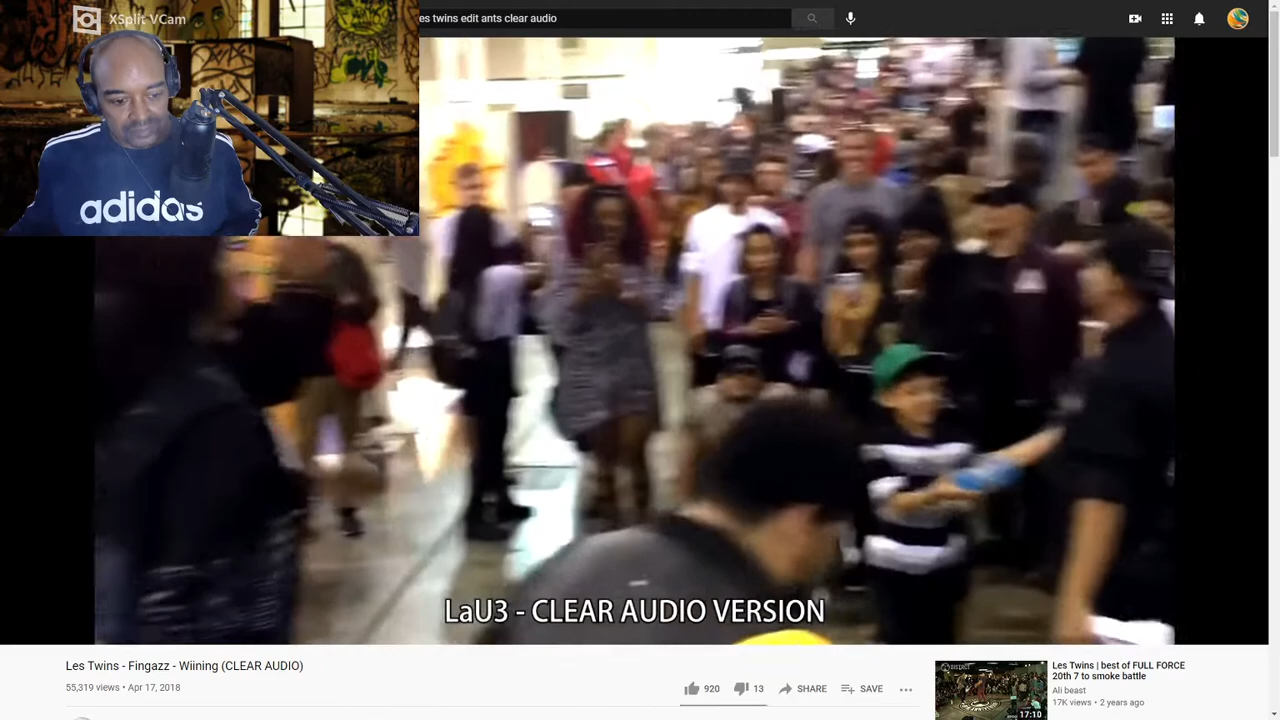 XSplit VCam
es twins edit ants clear audio
adidas
LaU3 - CLEAR AUDIO VERSION
Les Twins - Fingazz - Wiining (CLEAR AUDIO)
55,319 views • Apr 17, 2018
920
13
SHARE
SAVE
Les Twins | best of FULL FORCE
20th 7 to smoke battle
Ali beast
17K views • 2 years ago
17:10